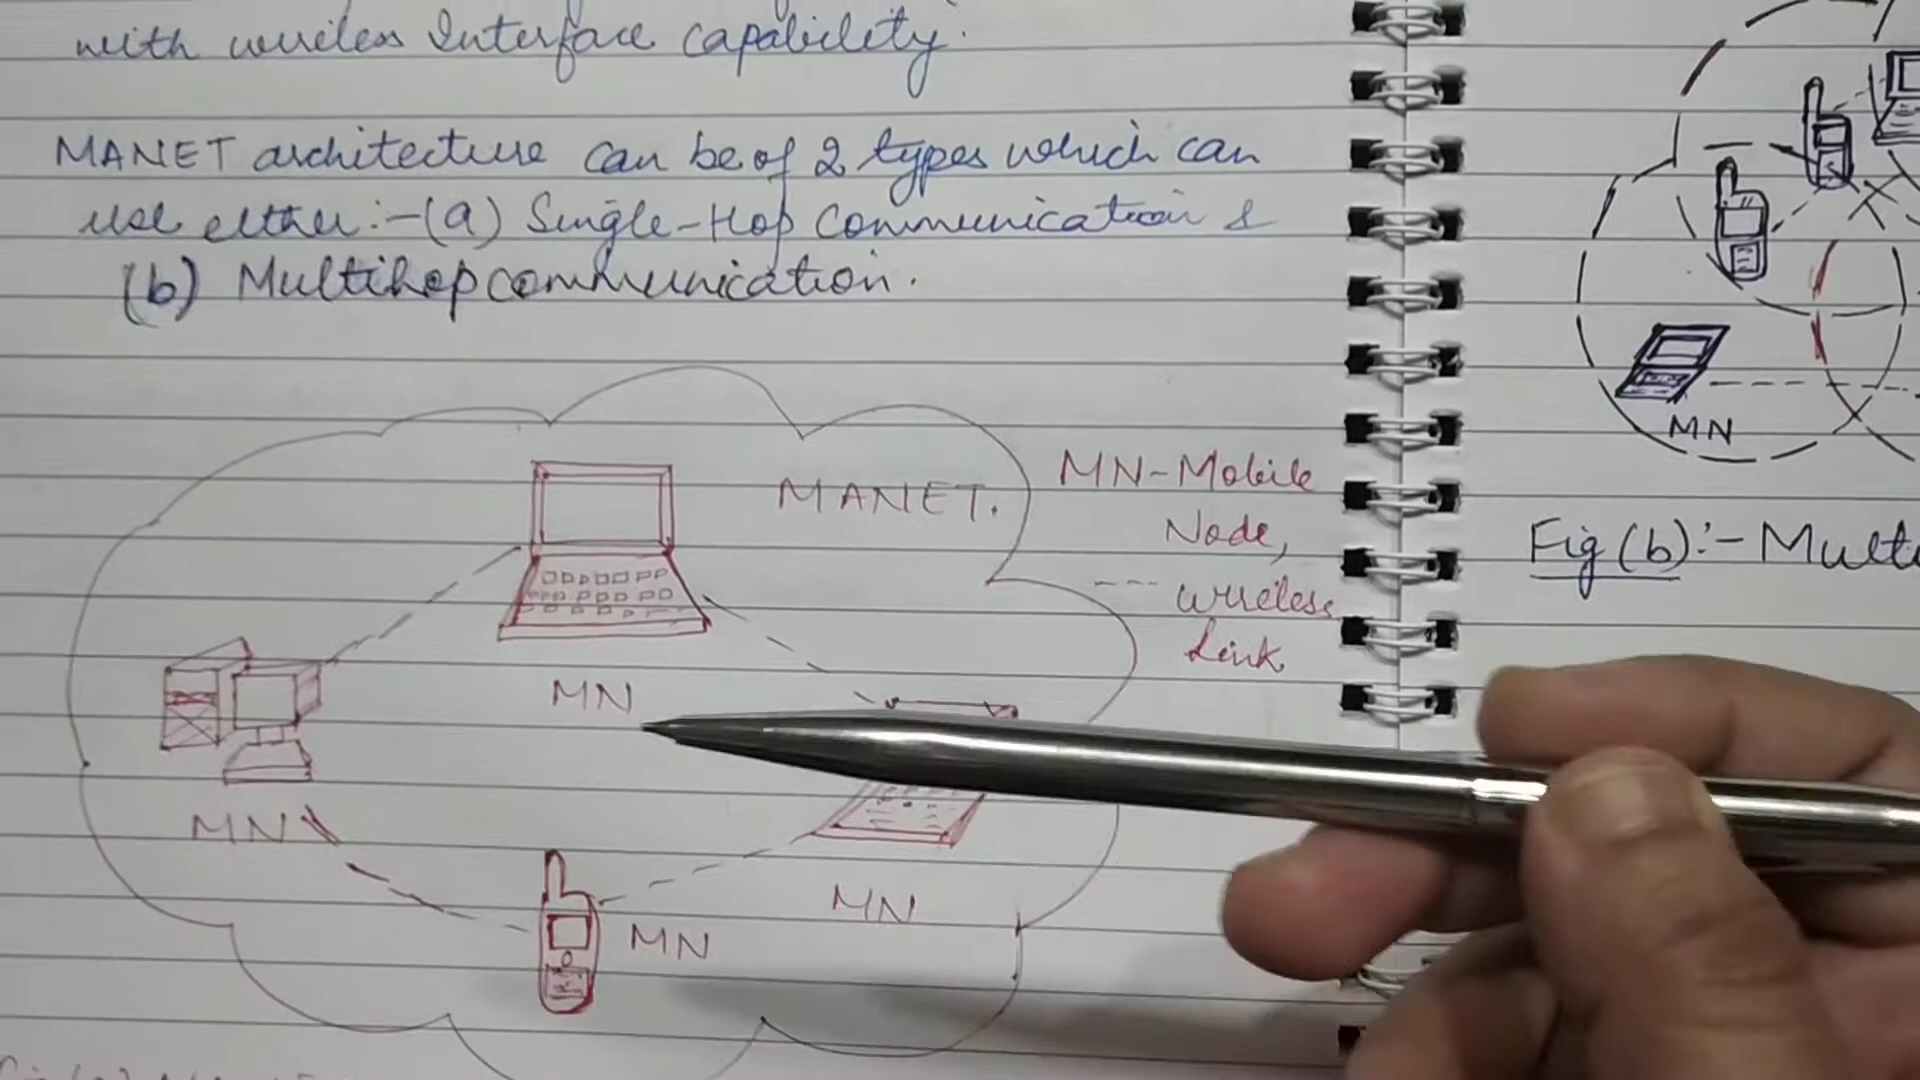 with wireless Interface capability.
MANET architecture can be of 2 types which can
use either:-(a) Single-Hop Communication &
(b) Multihop communication.
MANET.
MN-Mobile
Node,
--- wireless
Link
MN
MN
MN
MN
MN
Fig (b):- Mult